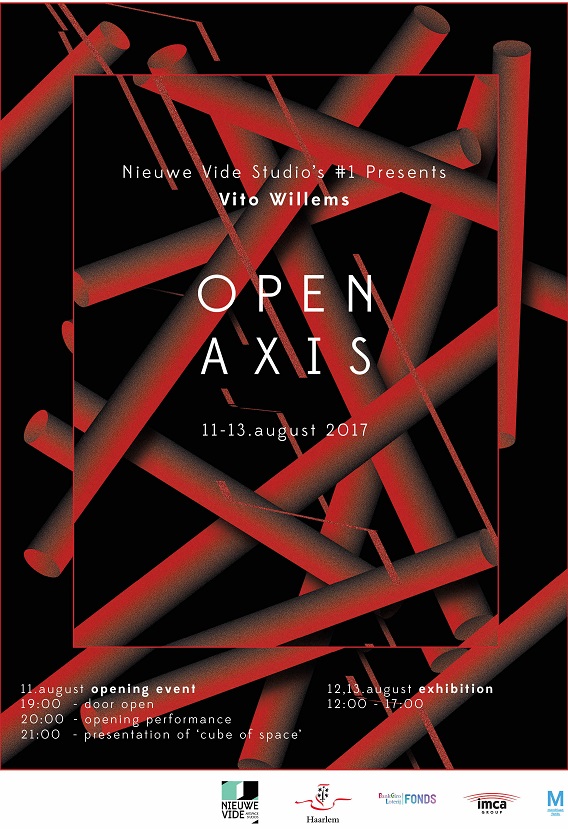 Nieuwe Vide Studio's #1 Presents
Vito Willems
OPEN
AXIS
11-13.august 2017
11.august opening event
19:00 - door open
20:00 - opening performance
21:00 - presentation of 'cube of space'
12,13.august exhibition
12:00 - 17:00
NIEUWE
VIDE
Haarlem
BankGiro
Loterij FONDS
imca
GROUP
M